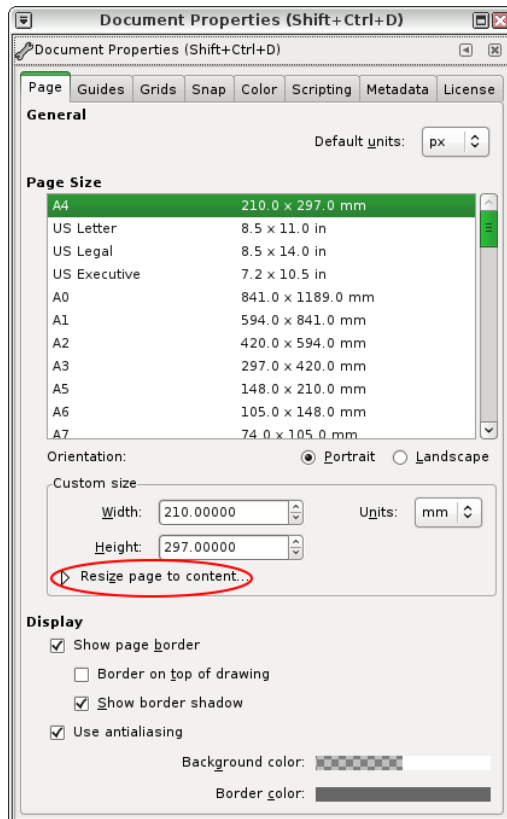 Document Properties (Shift+Ctrl+D)
Document Properties (Shift+Ctrl+D)
Page Guides Grids Snap Color Scripting Metadata License
General
Default units: px
Page Size
A4 210.0 x 297.0 mm
US Letter 8.5 x 11.0 in
US Legal 8.5 x 14.0 in
US Executive 7.2 x 10.5 in
A0 841.0 x 1189.0 mm
A1 594.0 x 841.0 mm
A2 420.0 x 594.0 mm
A3 297.0 x 420.0 mm
A5 148.0 x 210.0 mm
A6 105.0 x 148.0 mm
A7 74.0 x 105.0 mm
Orientation: Portrait Landscape
Custom size
Width: 210.00000 Units: mm
Height: 297.00000
Resize page to content...
Display
Show page border
Border on top of drawing
Show border shadow
Use antialiasing
Background color:
Border color: